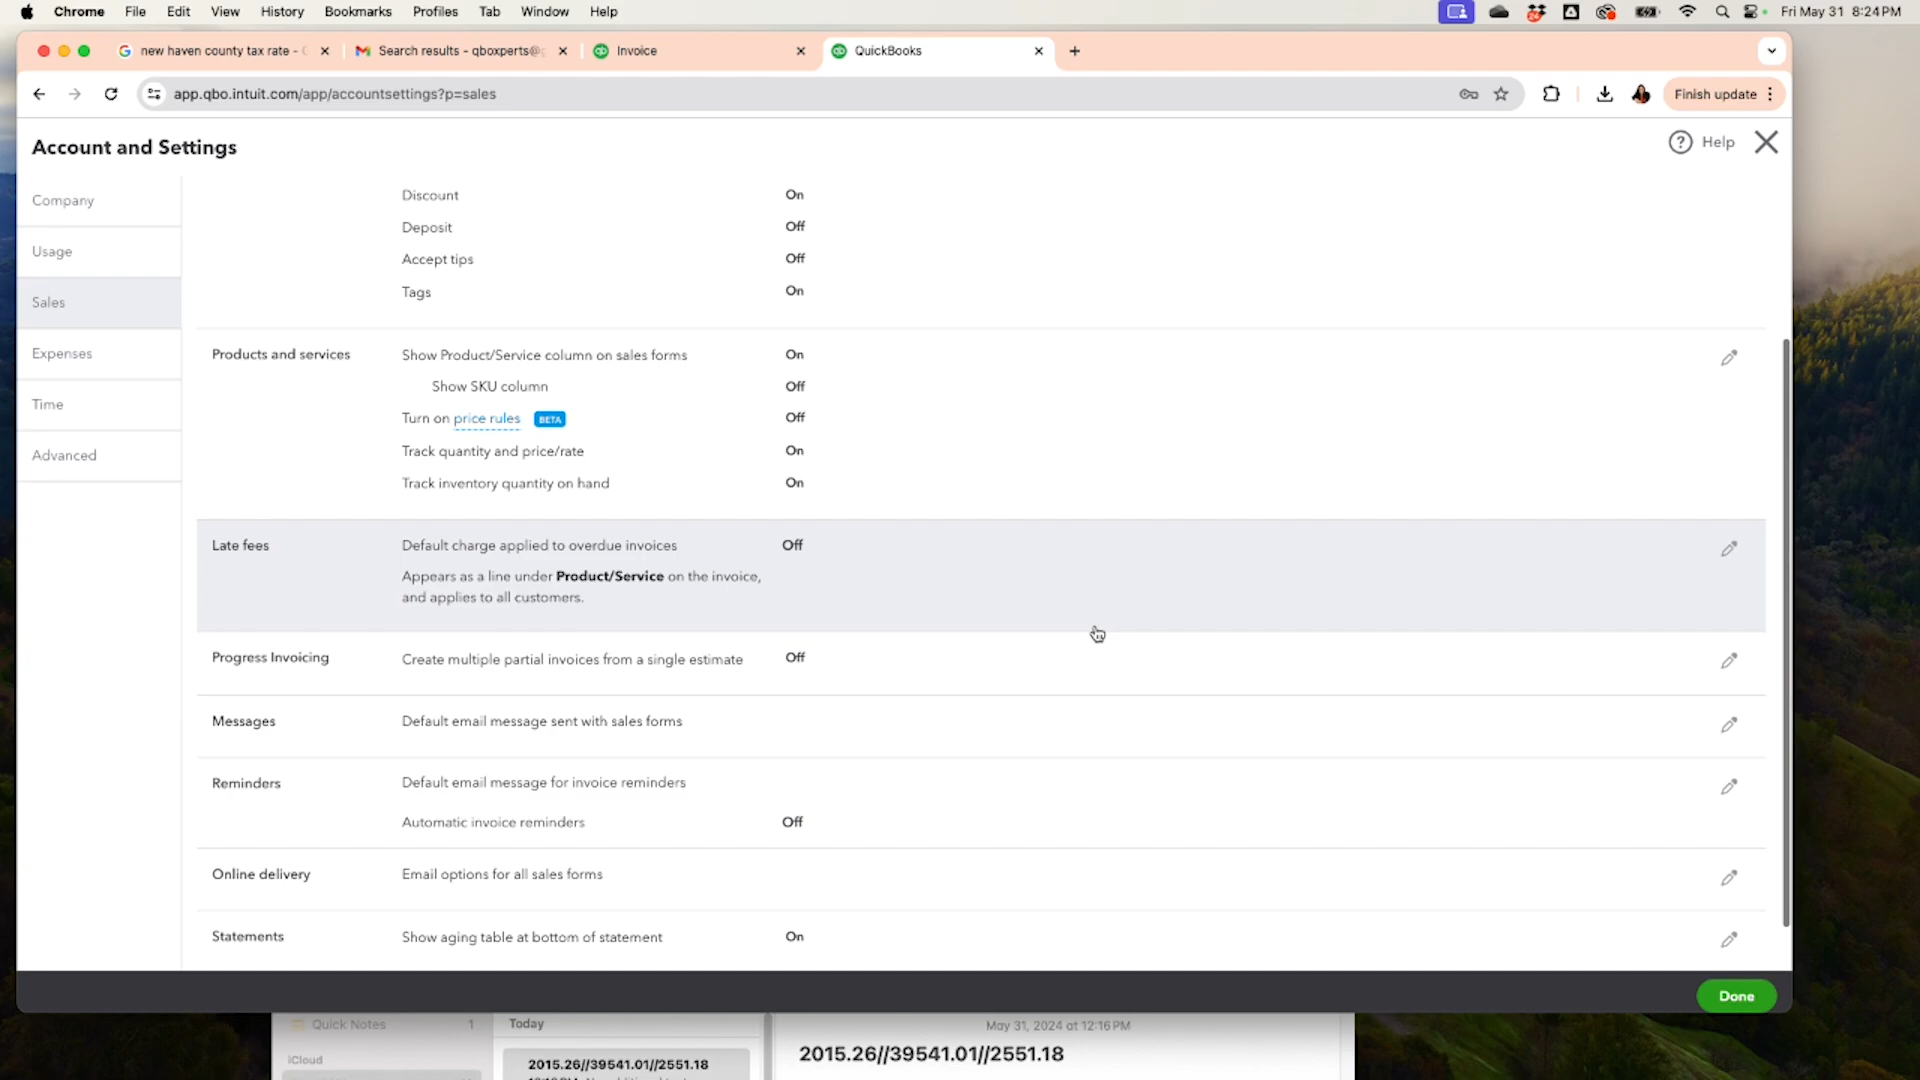 Chrome File Edit View History Bookmarks Profiles Tab Window Help
Fri May 31 8:24 PM
new haven county tax rate -
Search results - qboxperts@
Invoice
QuickBooks
app.qbo.intuit.com/app/accountsettings?p=sales
Finish update
Account and Settings
Help
Company
Usage
Sales
Expenses
Time
Advanced
Discount On
Deposit Off
Accept tips Off
Tags On
Products and services Show Product/Service column on sales forms On
Show SKU column Off
Turn on price rules BETA Off
Track quantity and price/rate On
Track inventory quantity on hand On
Late fees Default charge applied to overdue invoices Off
Appears as a line under Product/Service on the invoice,
and applies to all customers.
Progress Invoicing Create multiple partial invoices from a single estimate Off
Messages Default email message sent with sales forms
Reminders Default email message for invoice reminders
Automatic invoice reminders Off
Online delivery Email options for all sales forms
Statements Show aging table at bottom of statement On
Done
Quick Notes 1
iCloud
Today
2015.26//39541.01//2551.18
May 31, 2024 at 12:16 PM
2015.26//39541.01//2551.18